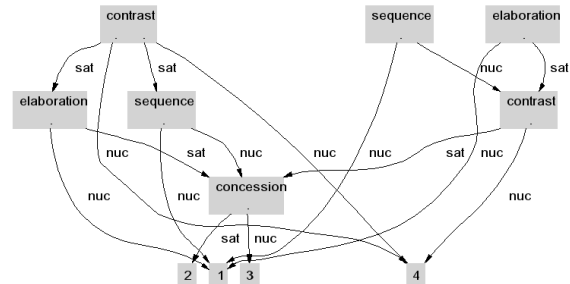 contrast sequence elaboration
sat sat nuc sat
elaboration sequence contrast
nuc sat nuc nuc nuc sat nuc
nuc nuc nuc
concession
sat nuc
2 1 3 4